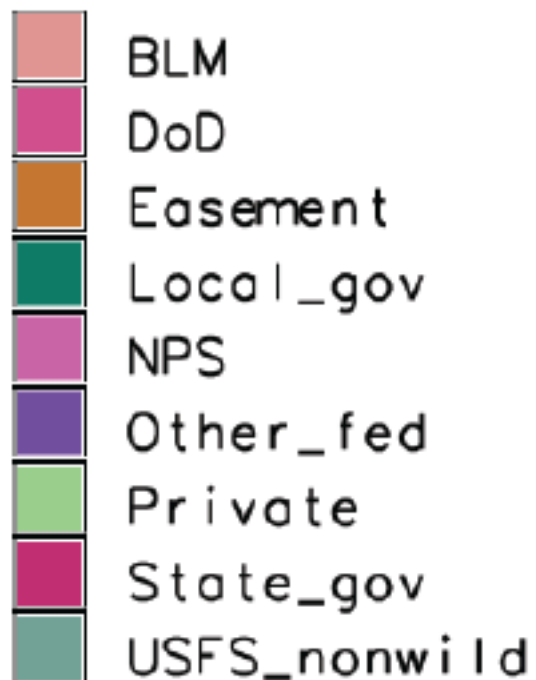 BLM
DoD
Easement
Local_gov
NPS
Other_fed
Private
State_gov
USFS_nonwild